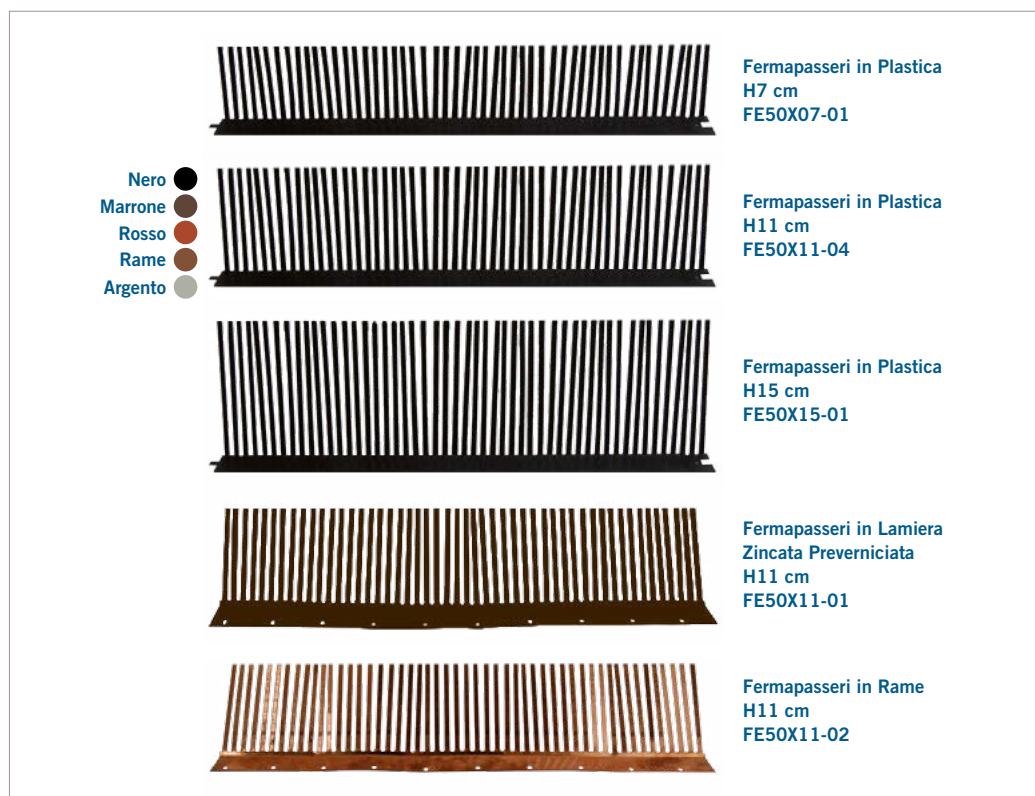 Fermapasseri in Plastica
H7 cm
FE50X07-01
Nero
Marrone
Rosso
Rame
Argento
Fermapasseri in Plastica
H11 cm
FE50X11-04
Fermapasseri in Plastica
H15 cm
FE50X15-01
Fermapasseri in Lamiera
Zincata Preverniciata
H11 cm
FE50X11-01
Fermapasseri in Rame
H11 cm
FE50X11-02